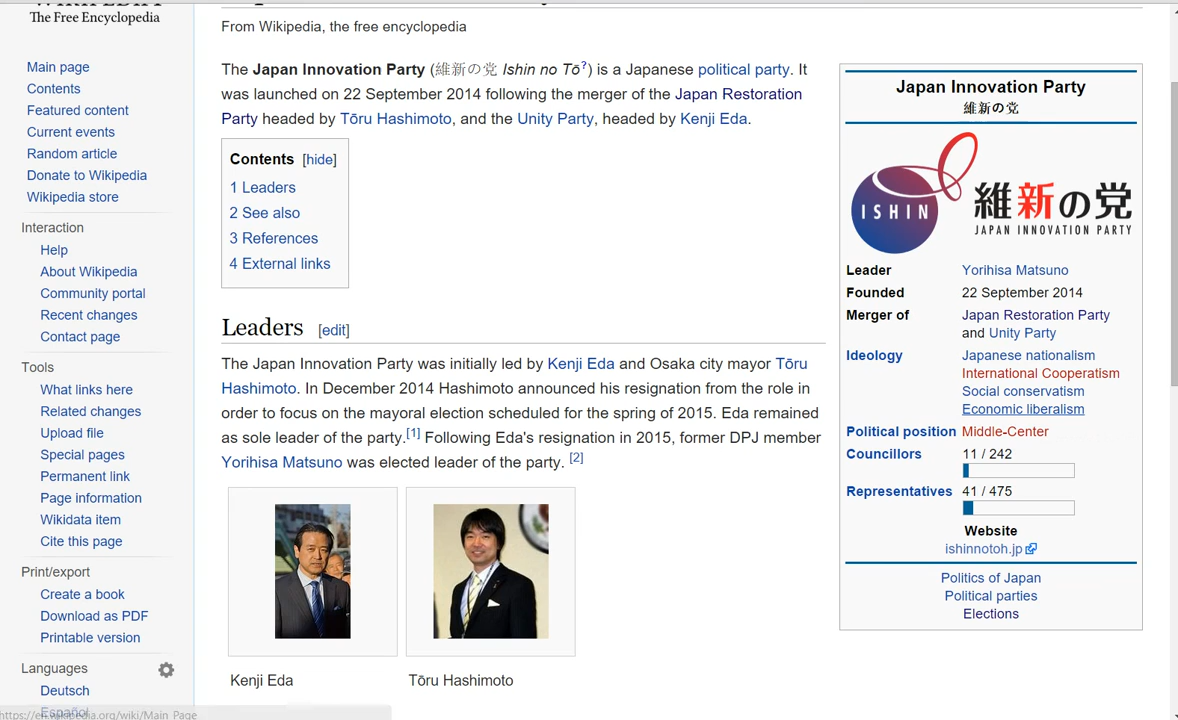 The Free Encyclopedia
Main page
Contents
Featured content
Current events
Random article
Donate to Wikipedia
Wikipedia store
Interaction
Help
About Wikipedia
Community portal
Recent changes
Contact page
Tools
What links here
Related changes
Upload file
Special pages
Permanent link
Page information
Wikidata item
Cite this page
Print/export
Create a book
Download as PDF
Printable version
Languages
Deutsch
Español
https://en.wikipedia.org/wiki/Main_Page
From Wikipedia, the free encyclopedia
The Japan Innovation Party (維新の党 Ishin no Tō?) is a Japanese political party. It
was launched on 22 September 2014 following the merger of the Japan Restoration
Party headed by Tōru Hashimoto, and the Unity Party, headed by Kenji Eda.
Contents [hide]
1 Leaders
2 See also
3 References
4 External links
Leaders [edit]
The Japan Innovation Party was initially led by Kenji Eda and Osaka city mayor Tōru
Hashimoto. In December 2014 Hashimoto announced his resignation from the role in
order to focus on the mayoral election scheduled for the spring of 2015. Eda remained
as sole leader of the party.[1] Following Eda's resignation in 2015, former DPJ member
Yorihisa Matsuno was elected leader of the party. [2]
Kenji Eda
Tōru Hashimoto
Japan Innovation Party
維新の党
ISHIN
維新の党
JAPAN INNOVATION PARTY
Leader Yorihisa Matsuno
Founded 22 September 2014
Merger of Japan Restoration Party
and Unity Party
Ideology Japanese nationalism
International Cooperatism
Social conservatism
Economic liberalism
Political position Middle-Center
Councillors 11 / 242
Representatives 41 / 475
Website
ishinnotoh.jp
Politics of Japan
Political parties
Elections